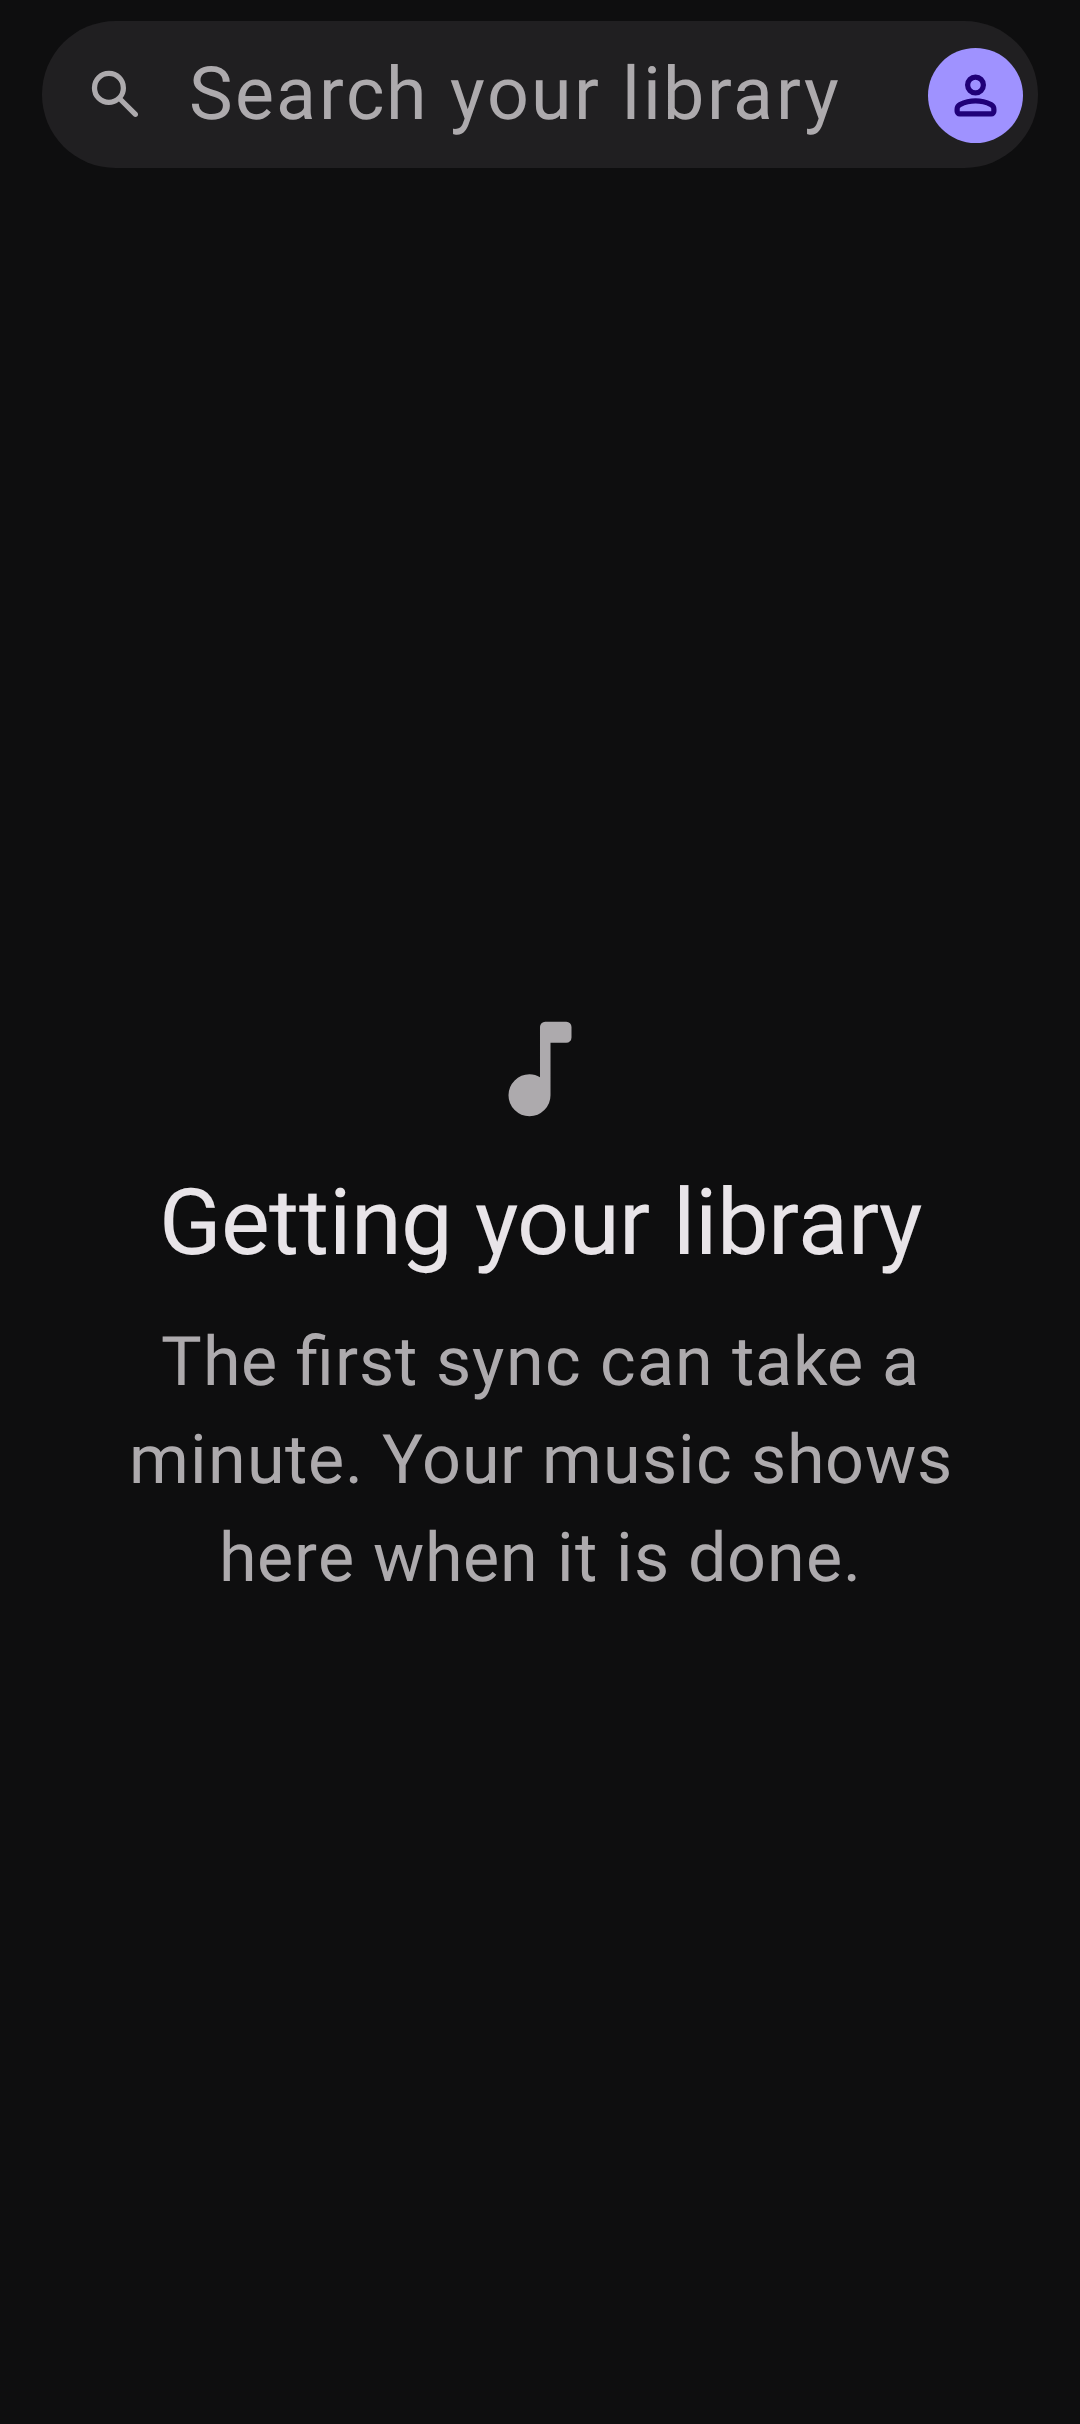 Search your library
Getting your library
The first sync can take a
minute. Your music shows
here when it is done.